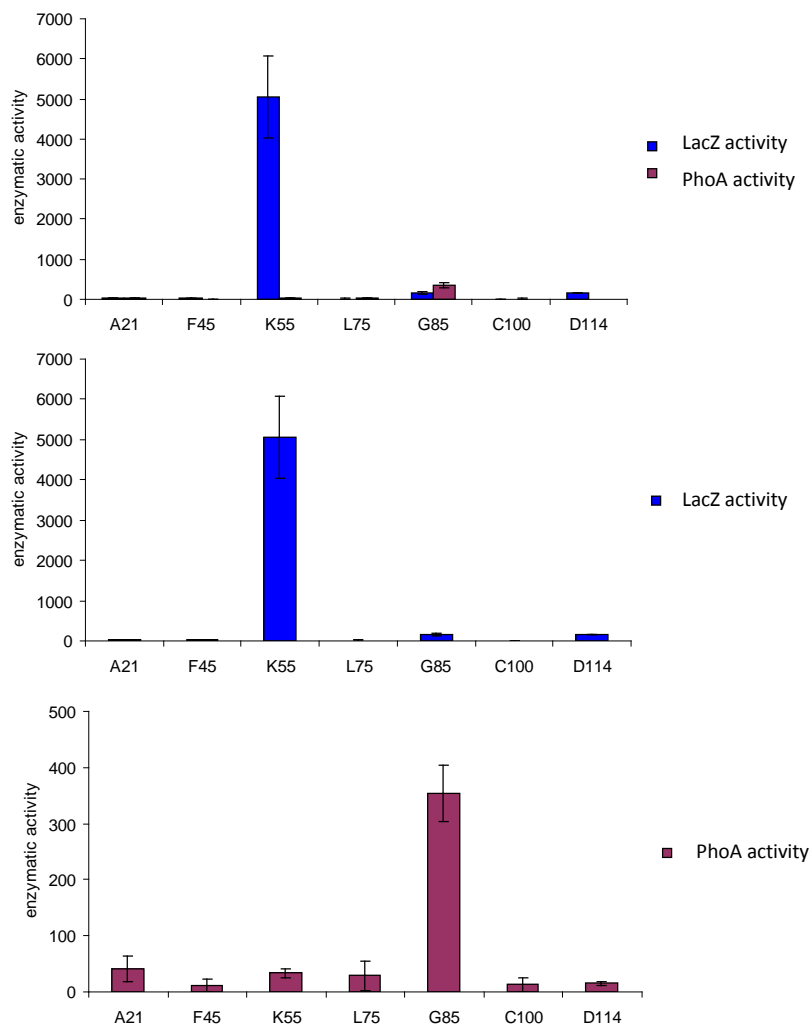 7000
6000
5000
4000
3000
2000
1000
0
enzymatic activity
A21 F45 K55 L75 G85 C100 D114
LacZ activity
PhoA activity
7000
6000
5000
4000
3000
2000
1000
0
enzymatic activity
A21 F45 K55 L75 G85 C100 D114
LacZ activity
500
400
300
200
100
0
enzymatic activity
A21 F45 K55 L75 G85 C100 D114
PhoA activity